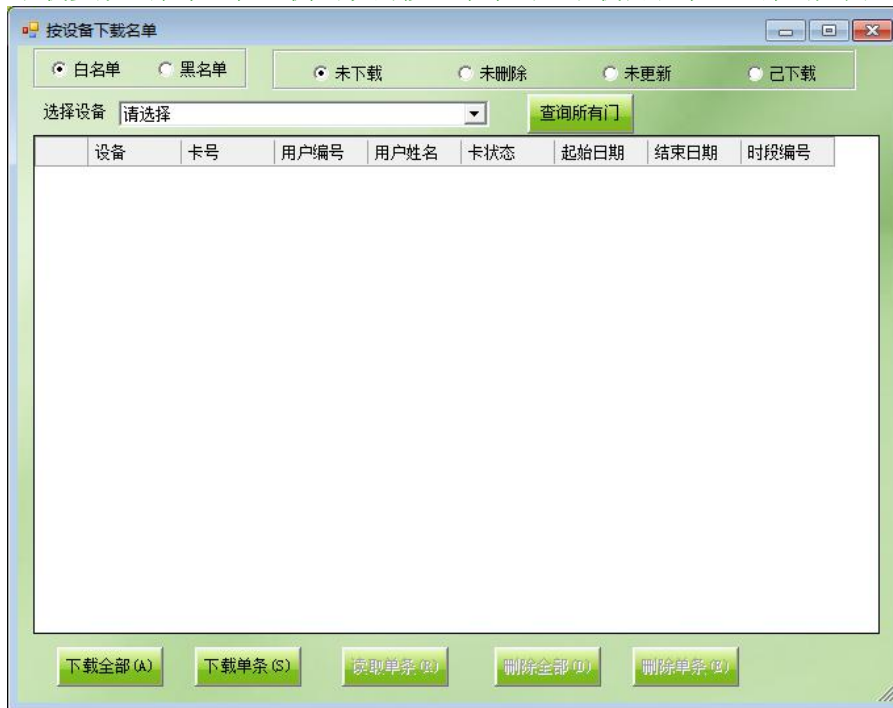 按设备下载名单
白名单 黑名单 未下载 未删除 未更新 己下载
选择设备 请选择 查询所有门
设备 卡号 用户编号 用户姓名 卡状态 起始日期 结束日期 时段编号
下载全部(A) 下载单条(S) 读取单条(R) 删除全部(D) 删除单条(E)